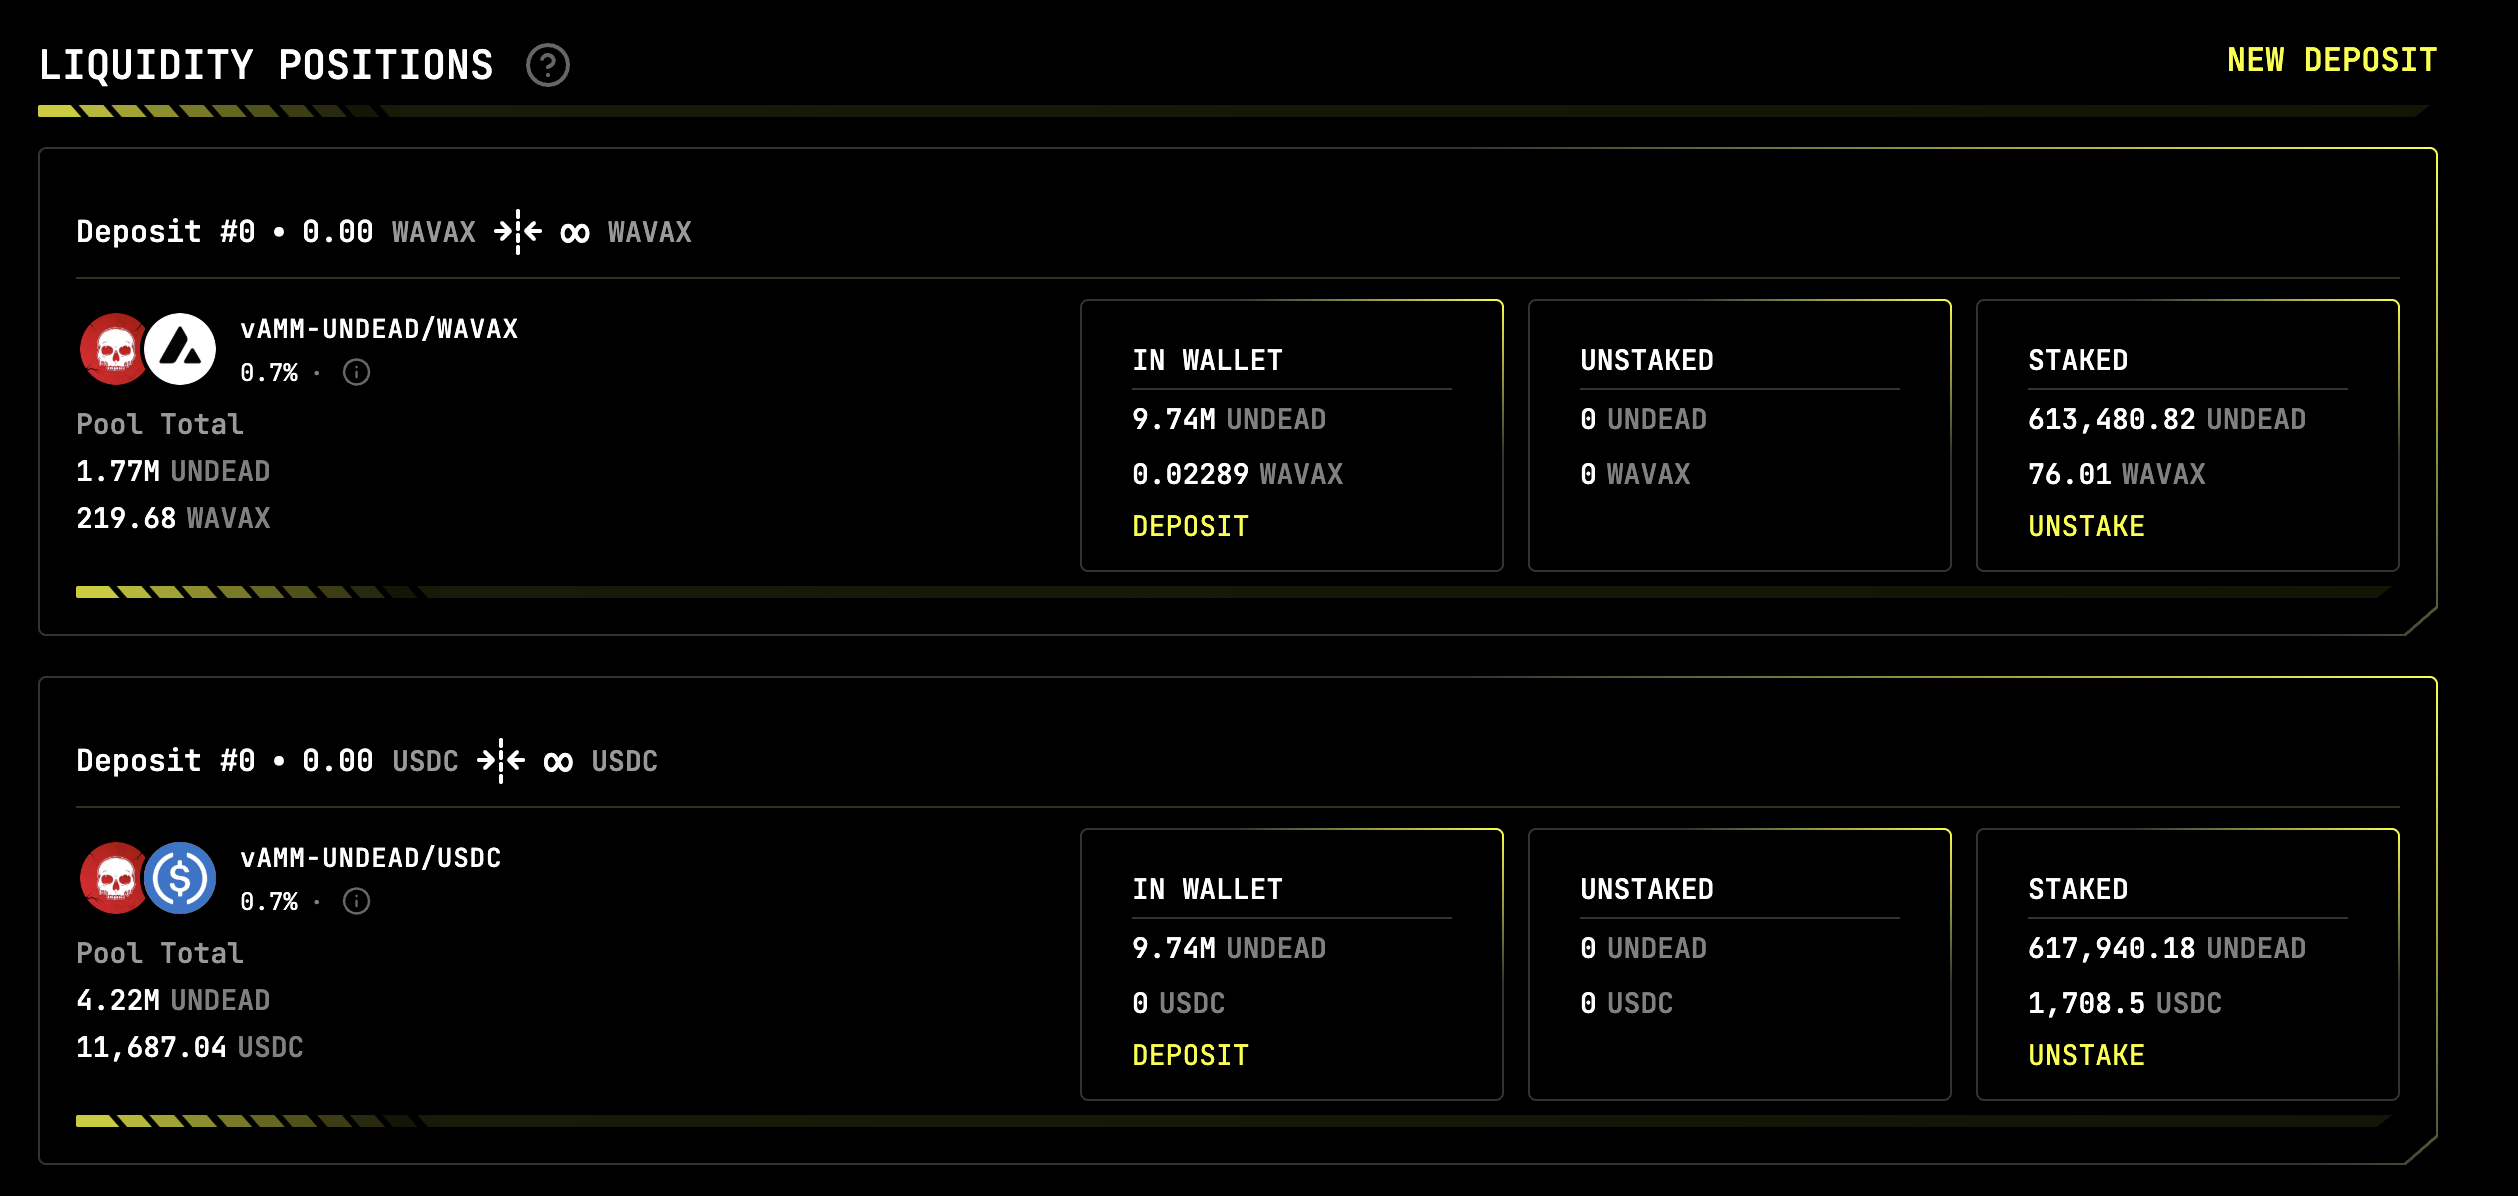 LIQUIDITY POSITIONS
NEW DEPOSIT
Deposit #0 • 0.00 WAVAX ∞ WAVAX
vAMM-UNDEAD/WAVAX
0.7% ·
Pool Total
1.77M UNDEAD
219.68 WAVAX
IN WALLET
9.74M UNDEAD
0.02289 WAVAX
DEPOSIT
UNSTAKED
0 UNDEAD
0 WAVAX
STAKED
613,480.82 UNDEAD
76.01 WAVAX
UNSTAKE
Deposit #0 • 0.00 USDC ∞ USDC
vAMM-UNDEAD/USDC
0.7% ·
Pool Total
4.22M UNDEAD
11,687.04 USDC
IN WALLET
9.74M UNDEAD
0 USDC
DEPOSIT
UNSTAKED
0 UNDEAD
0 USDC
STAKED
617,940.18 UNDEAD
1,708.5 USDC
UNSTAKE